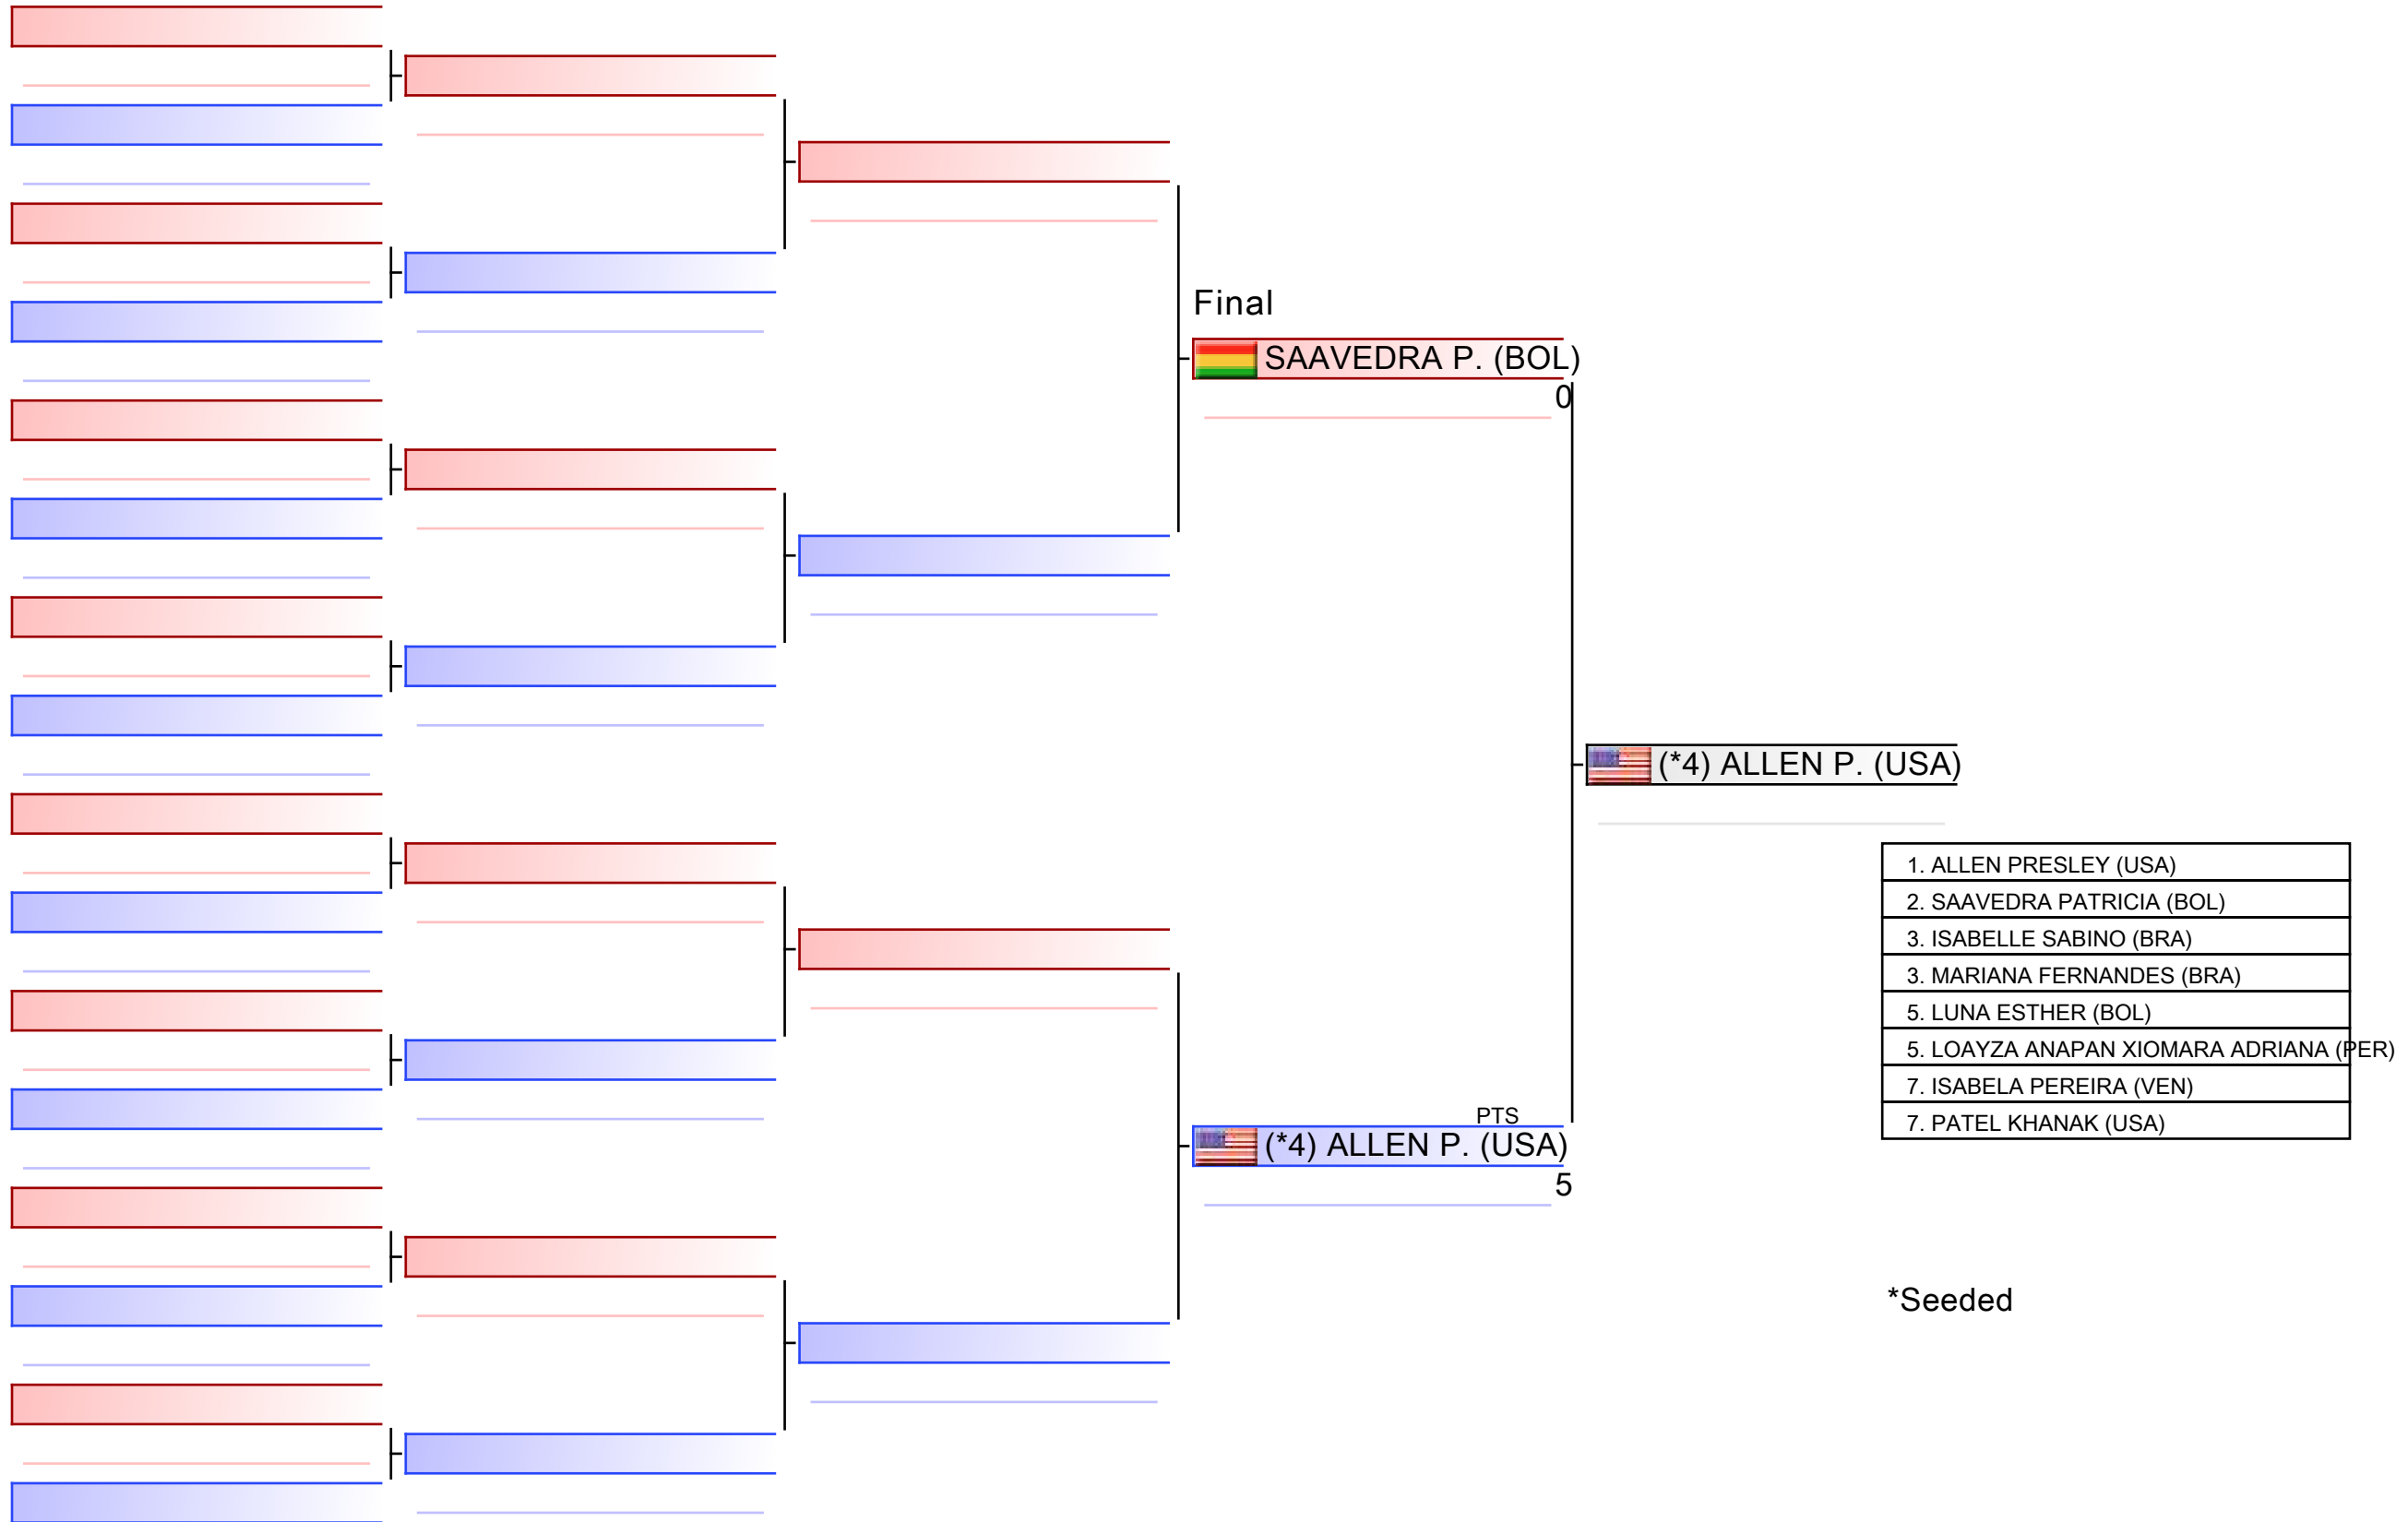 Final
SAAVEDRA P. (BOL)
0
(*4) ALLEN P. (USA)
1. ALLEN PRESLEY (USA)
2. SAAVEDRA PATRICIA (BOL)
3. ISABELLE SABINO (BRA)
3. MARIANA FERNANDES (BRA)
5. LUNA ESTHER (BOL)
5. LOAYZA ANAPAN XIOMARA ADRIANA (PER)
7. ISABELA PEREIRA (VEN)
7. PATEL KHANAK (USA)
PTS
(*4) ALLEN P. (USA)
5
*Seeded